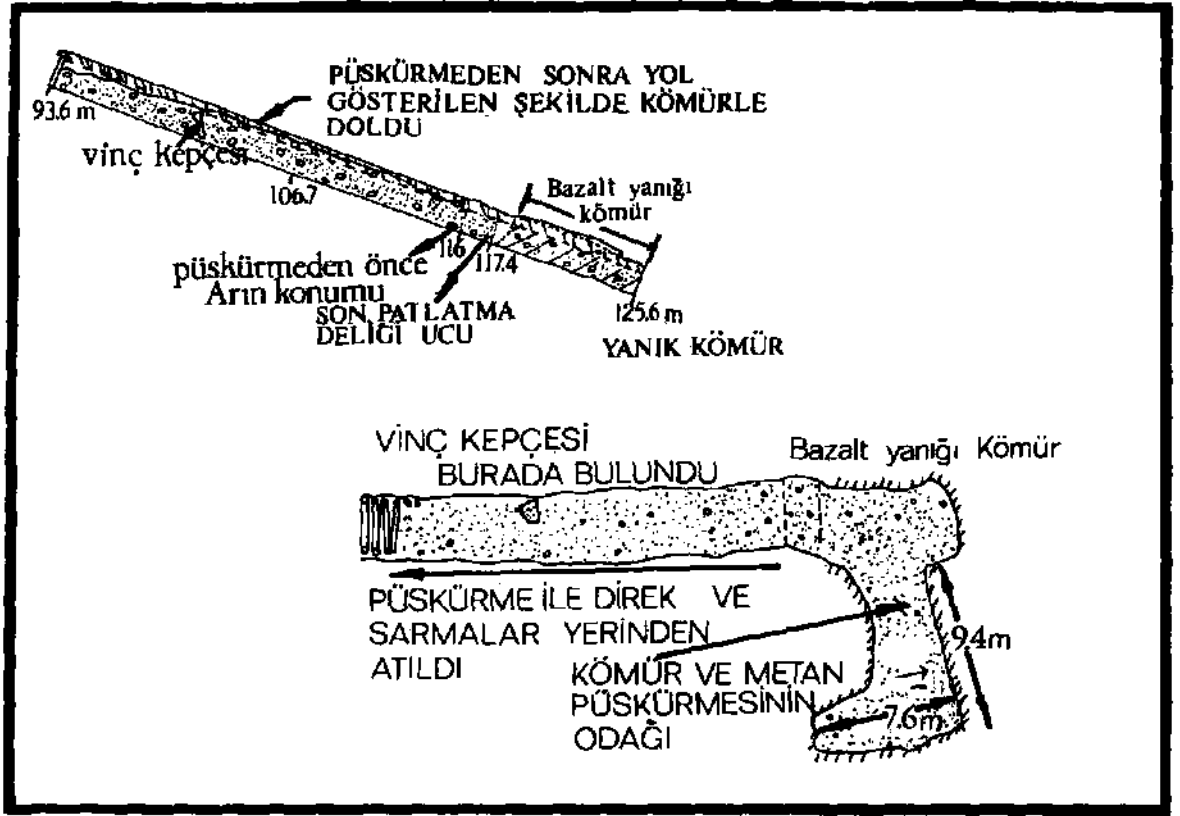 PÜSKÜRMEDEN SONRA YOL
GÖSTERİLEN ŞEKİLDE KÖMÜRLE
DOLDU
93.6 m
vinç Kepçesi
106.7
Bazalt yanığı
kömür
116
117.4
püskürmeden önce
Arın konumu
SON PATLATMA
DELİĞİ UCU
125.6 m
YANIK KÖMÜR
VİNÇ KEPÇESİ
BURADA BULUNDU
Bazalt yanığı Kömür
PÜSKÜRME İLE DİREK VE
SARMALAR YERİNDEN
ATILDI
KÖMÜR VE METAN
PÜSKÜRMESİNİN
ODAĞI
9.4m
7.6m